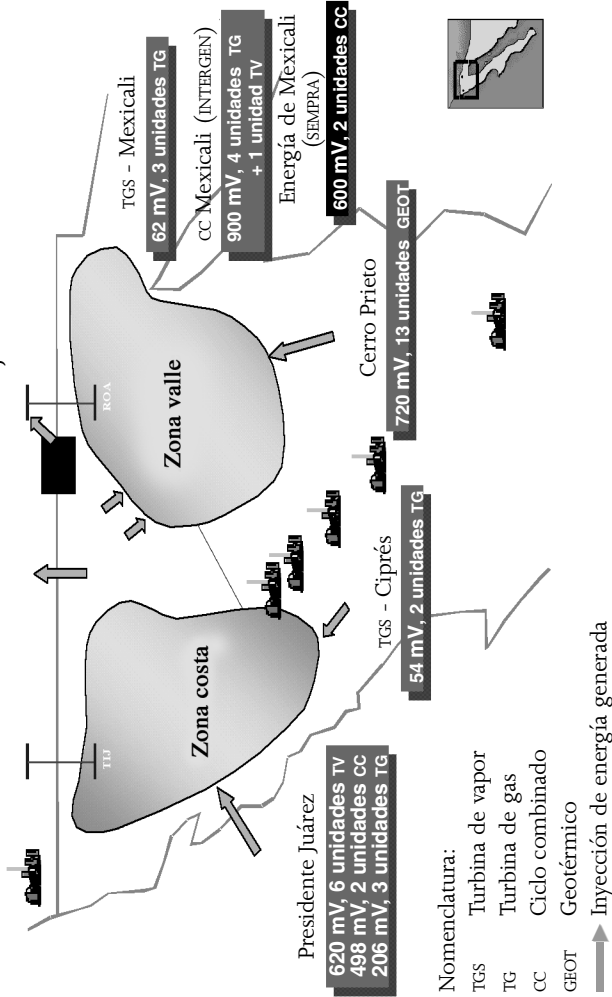 TGS - Mexicali
62 mV, 3 unidades TG
CC Mexicali (INTERGEN)
900 mV, 4 unidades TG
+ 1 unidad TV
Energía de Mexicali
(SEMPRA)
600 mV, 2 unidades CC
ROA
Zona valle
Cerro Prieto
720 mV, 13 unidades GEOT
TIJ
Zona costa
TGS - Ciprés
54 mV, 2 unidades TG
Presidente Juárez
620 mV, 6 unidades TV
498 mV, 2 unidades CC
206 mV, 3 unidades TG
Nomenclatura:
TGS Turbina de vapor
TG Turbina de gas
CC Ciclo combinado
GEOT Geotérmico
Inyección de energía generada